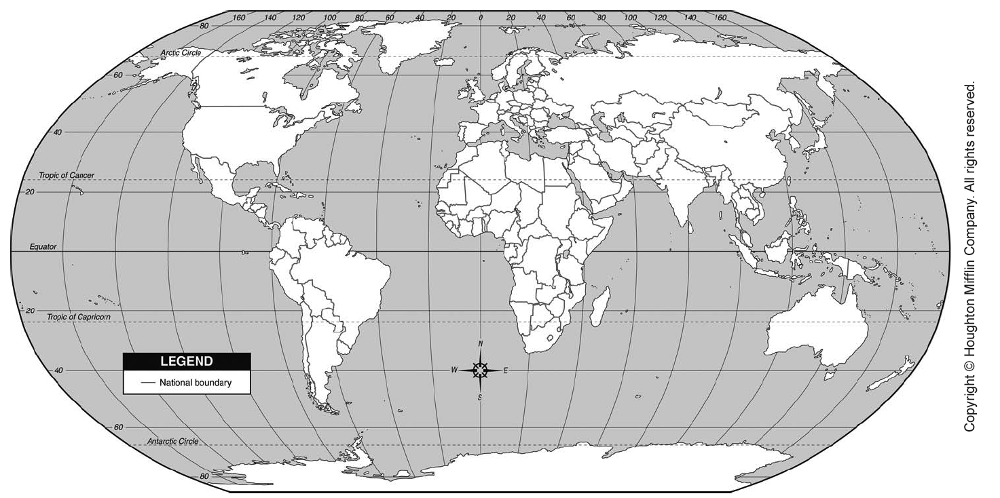 160 140 120 100 80 60 40 20 0 20 40 60 80 100 120 140 160
80
Arctic Circle
60
40
Tropic of Cancer
20
Equator
20
Tropic of Capricorn
N
W E
S
LEGEND
National boundary
40
60
Antarctic Circle
80
Copyright © Houghton Mifflin Company. All rights reserved.